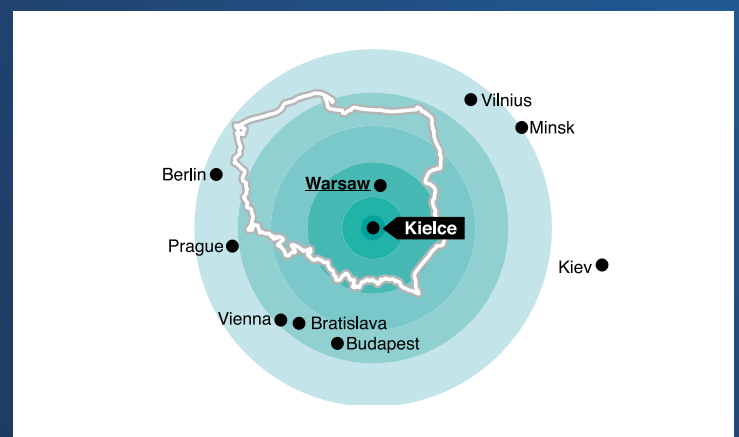 Vilnius
Minsk
Berlin
Warsaw
Kielce
Prague
Kiev
Vienna
Bratislava
Budapest